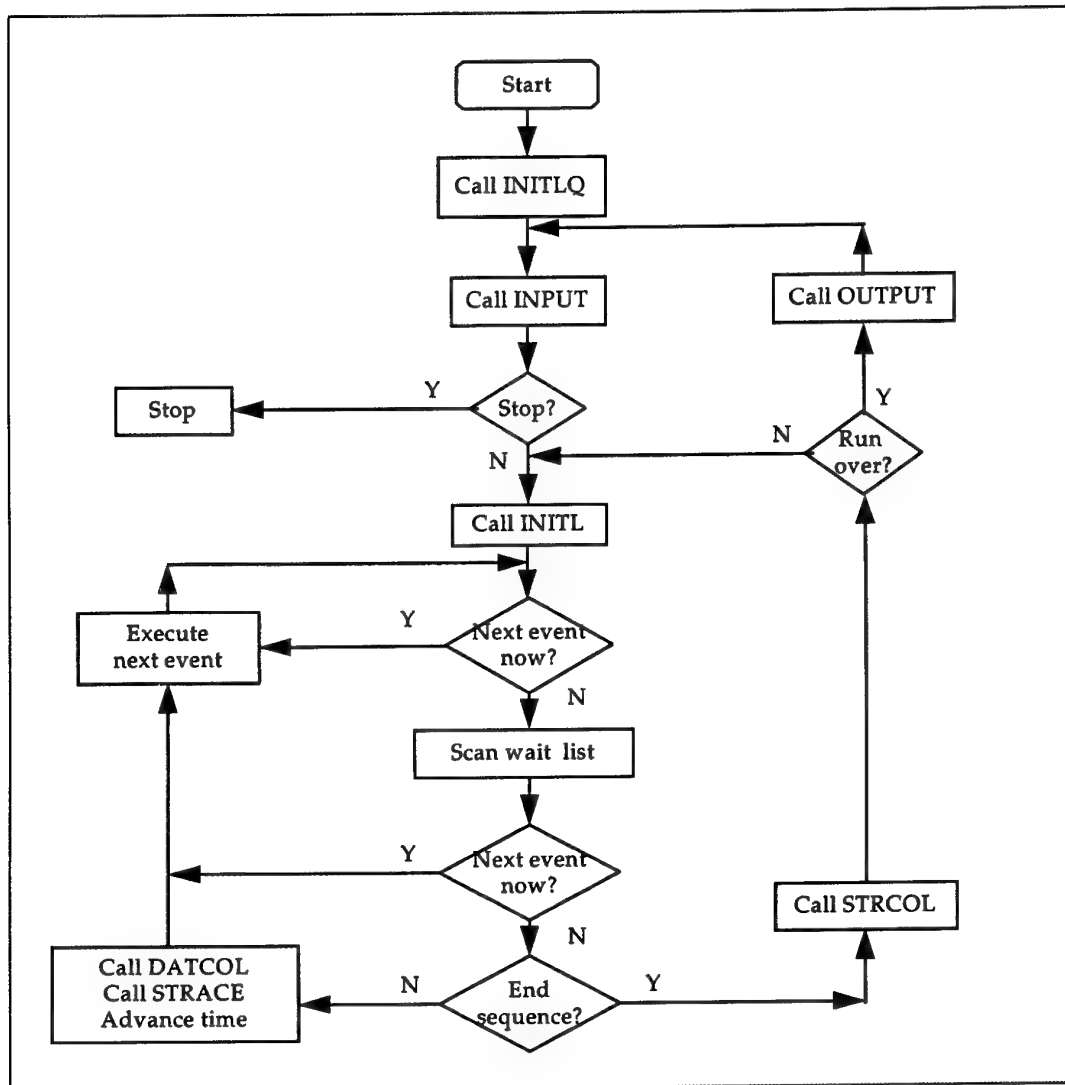 Start
Call INITLQ
Call INPUT
Call OUTPUT
Stop
Y
Stop?
N
N
Run
over?
Y
Call INITL
Execute
next event
Y
Next event
now?
N
Scan wait list
Y
Next event
now?
N
Call STRCOL
Call DATCOL
Call STRACE
Advance time
N
End
sequence?
Y